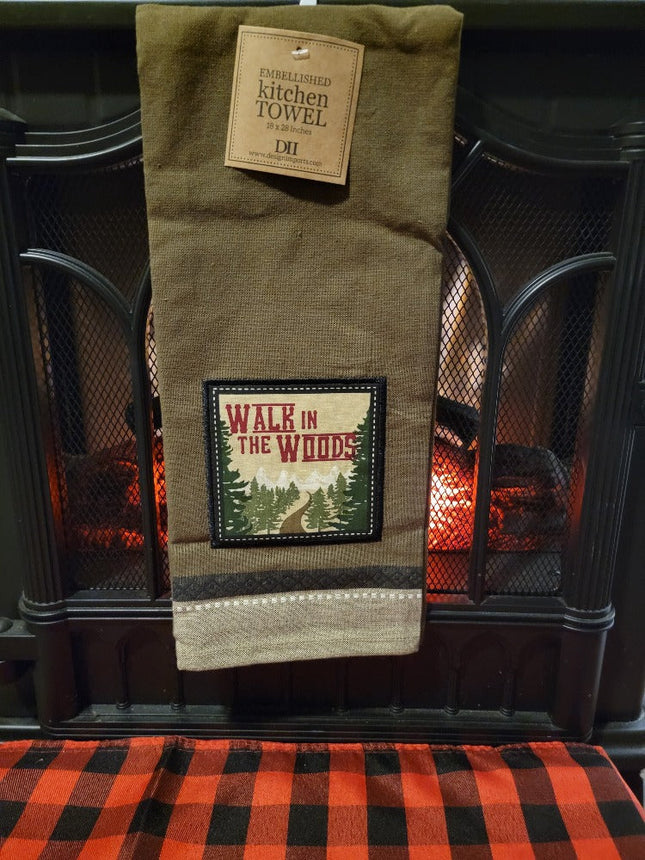 EMBELLISHED
kitchen
TOWEL
18 x 28 inches
DII
www.designimports.com
WALK IN
THE WOODS